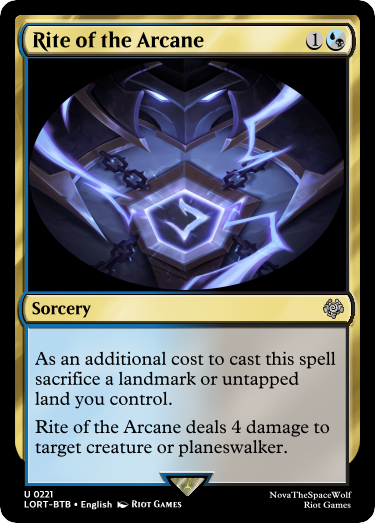 Rite of the Arcane 1
Sorcery
As an additional cost to cast this spell
sacrifice a landmark or untapped
land you control.
Rite of the Arcane deals 4 damage to
target creature or planeswalker.
U 0221
LORT-BTB • English RIOT GAMES
NovaTheSpaceWolf
Riot Games